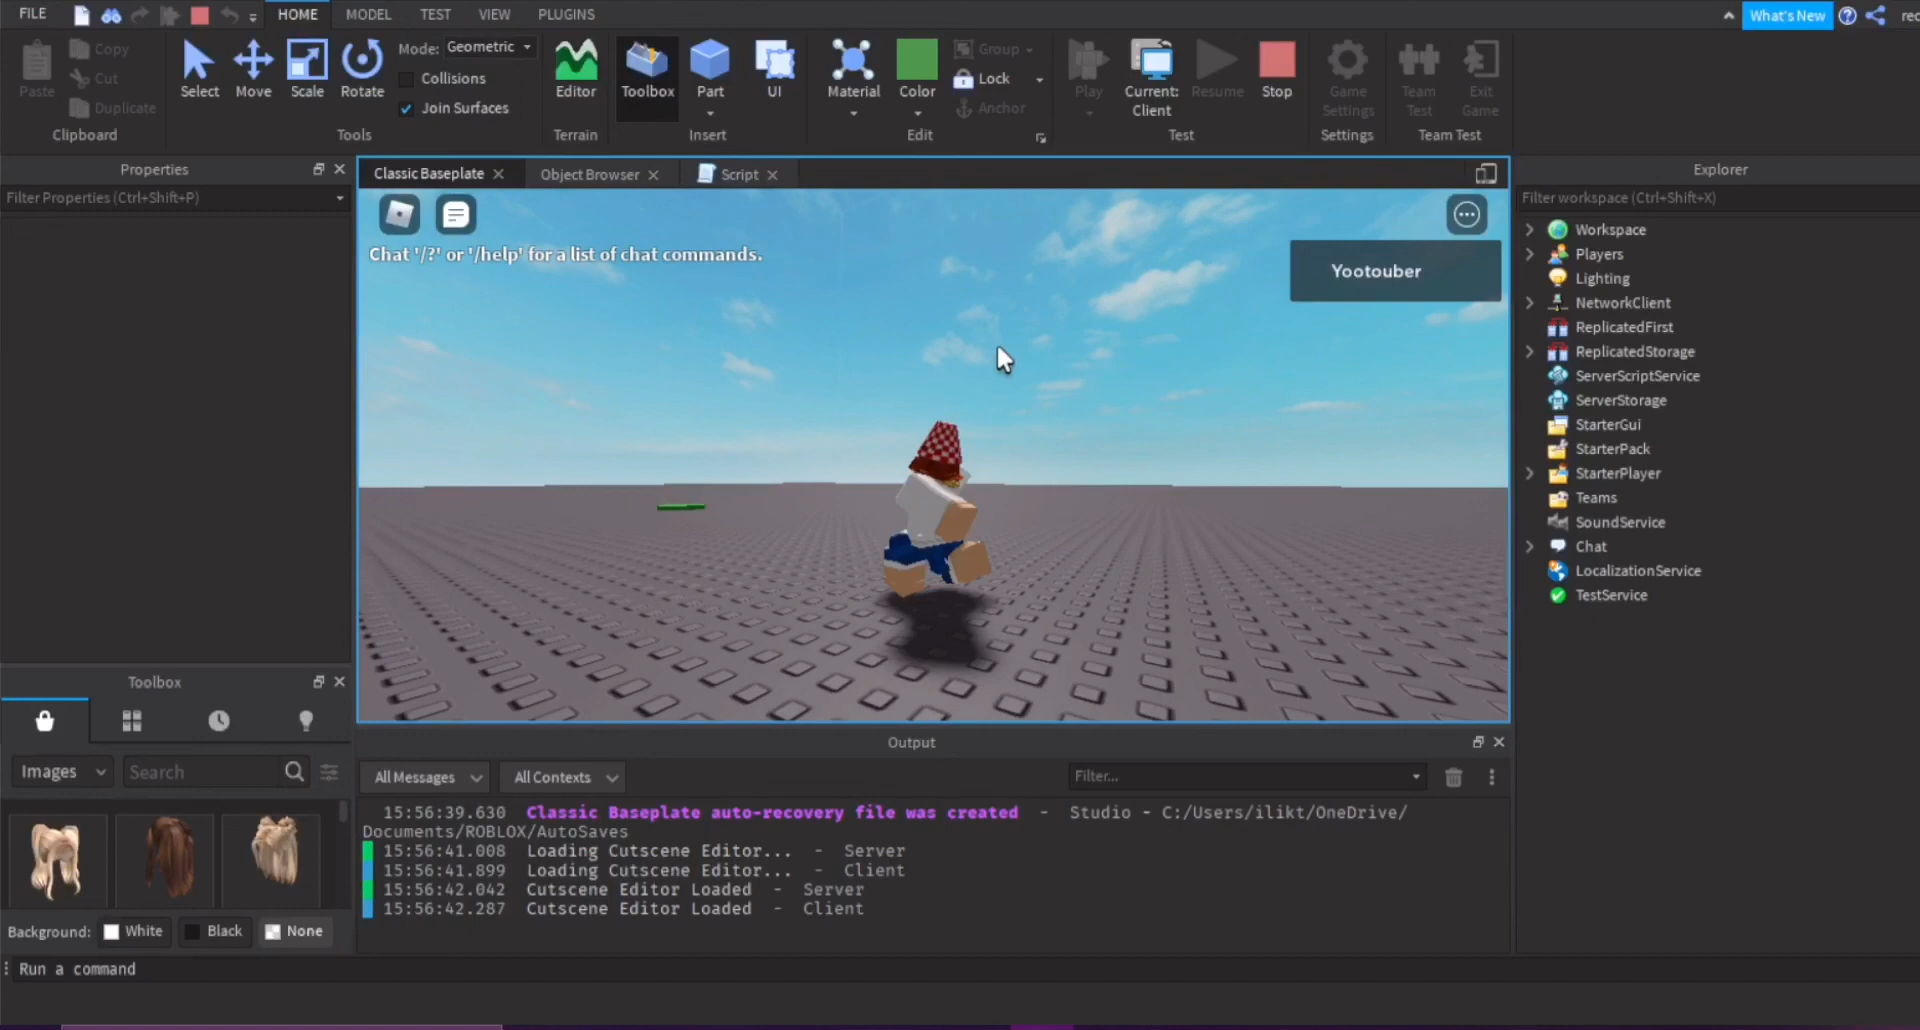 FILE
HOME
MODEL
TEST
VIEW
PLUGINS
What's New
rec
Paste
Copy
Cut
Duplicate
Clipboard
Select
Move
Scale
Rotate
Mode: Geometric
Collisions
Join Surfaces
Tools
Editor
Terrain
Toolbox
Part
UI
Insert
Material
Color
Group
Lock
Anchor
Edit
Play
Current:
Client
Resume
Stop
Test
Game
Settings
Settings
Team
Test
Exit
Game
Team Test
Properties
Filter Properties (Ctrl+Shift+P)
Classic Baseplate
Object Browser
Script
Chat '/?' or '/help' for a list of chat commands.
Yootouber
Explorer
Filter workspace (Ctrl+Shift+X)
Workspace
Players
Lighting
NetworkClient
ReplicatedFirst
ReplicatedStorage
ServerScriptService
ServerStorage
StarterGui
StarterPack
StarterPlayer
Teams
SoundService
Chat
LocalizationService
TestService
Toolbox
Images
Search
Background:
White
Black
None
Output
All Messages
All Contexts
Filter...
15:56:39.630 Classic Baseplate auto-recovery file was created - Studio - C:/Users/ilikt/OneDrive/
Documents/ROBLOX/AutoSaves
15:56:41.008 Loading Cutscene Editor... - Server
15:56:41.899 Loading Cutscene Editor... - Client
15:56:42.042 Cutscene Editor Loaded - Server
15:56:42.287 Cutscene Editor Loaded - Client
Run a command